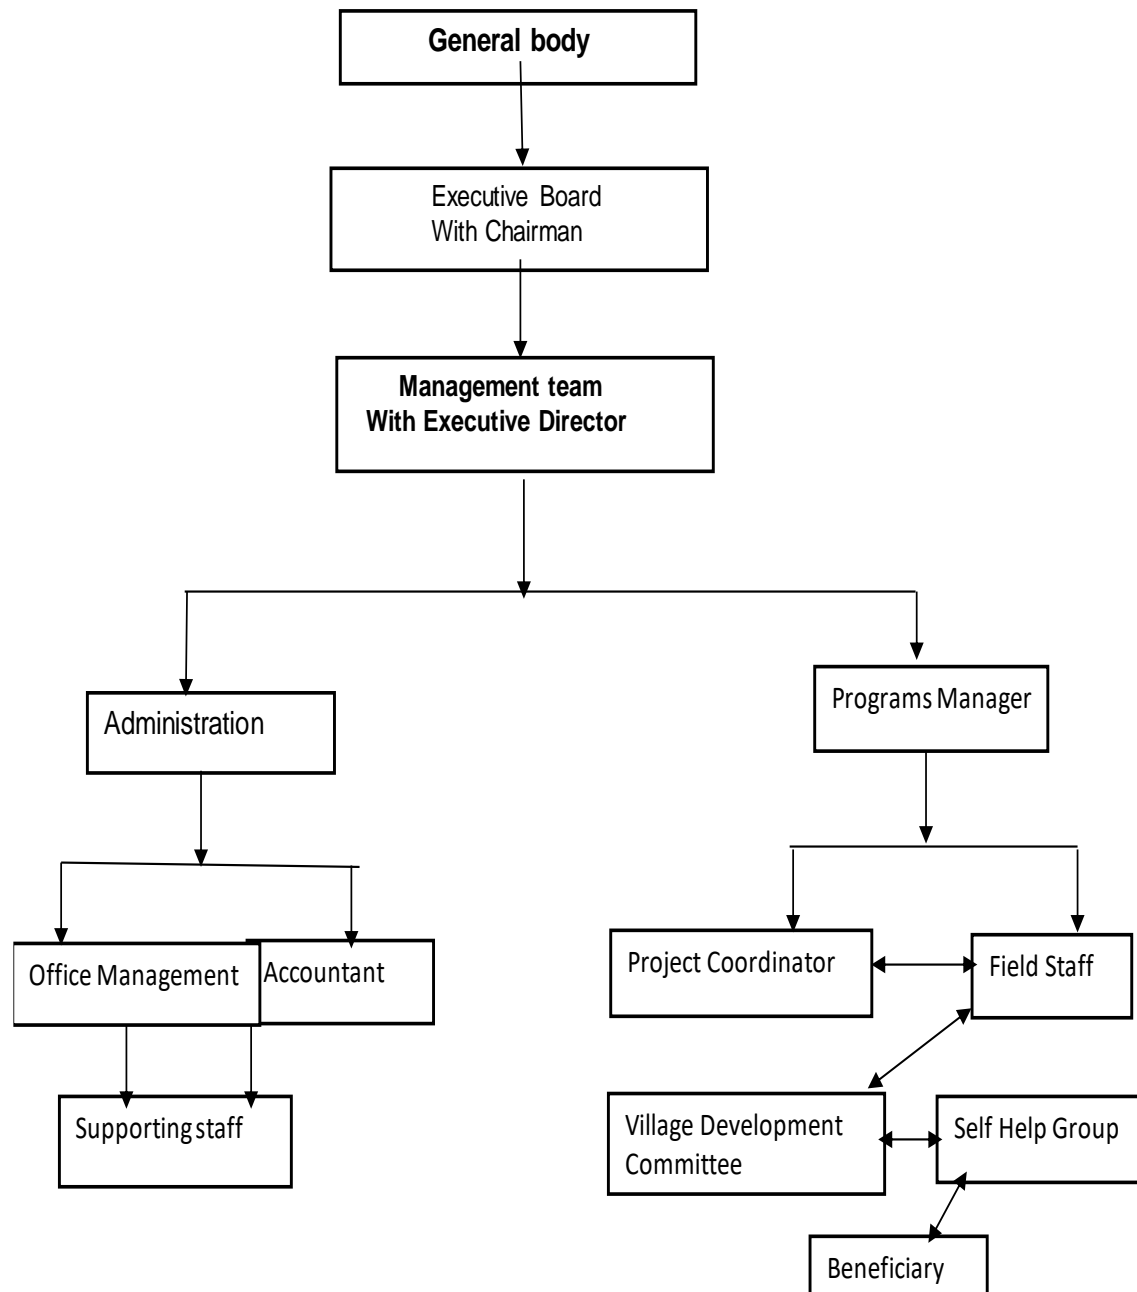 General body
Executive Board
With Chairman
Management team
With Executive Director
Administration
Programs Manager
Office Management
Accountant
Project Coordinator
Field Staff
Supporting staff
Village Development
Committee
Self Help Group
Beneficiary